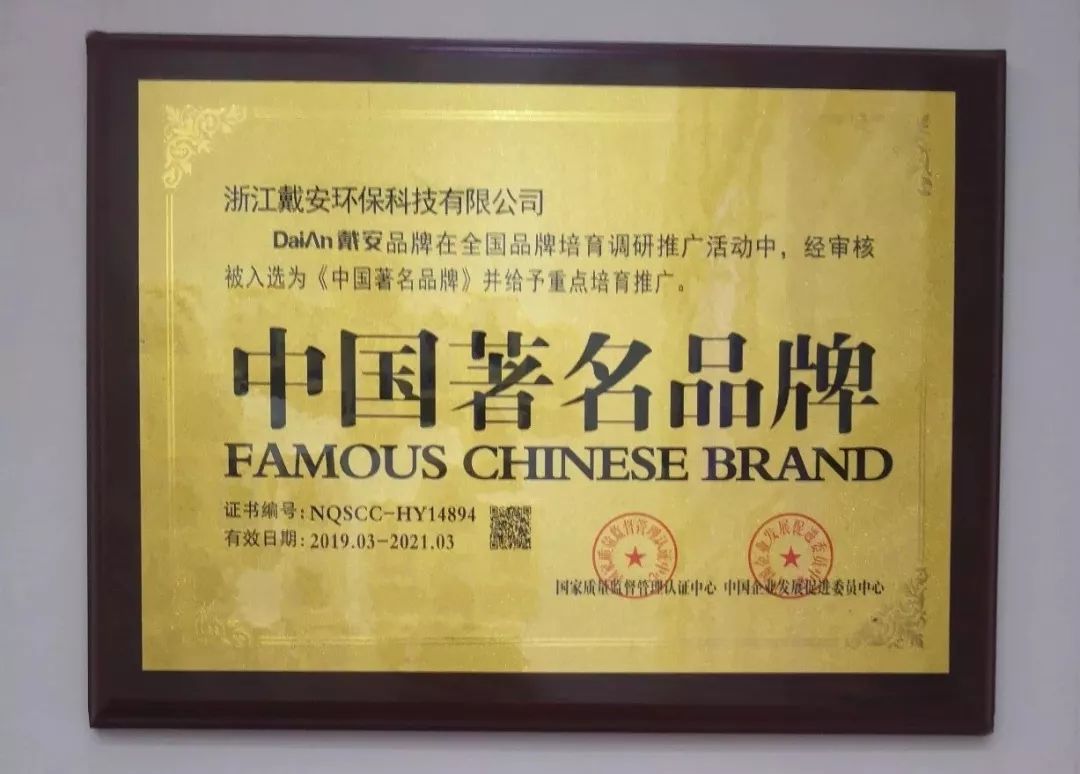 浙江戴安环保科技有限公司
DaiAn 戴安品牌在全国品牌培育调研推广活动中，经审核
被入选为《中国著名品牌》并给予重点培育推广。
中国著名品牌
FAMOUS CHINESE BRAND
证书编号: NQSCC-HY14894
有效日期: 2019.03-2021.03
国家质量监督管理认证中心 中国企业发展促进委员中心